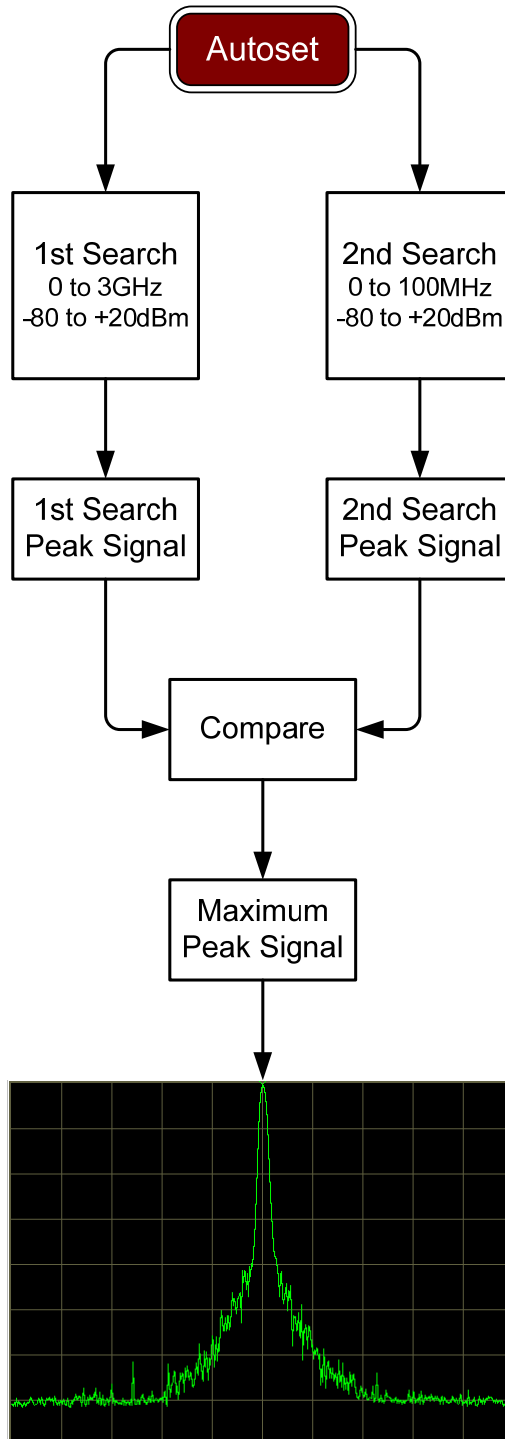 Autoset
1st Search
0 to 3GHz
-80 to +20dBm
2nd Search
0 to 100MHz
-80 to +20dBm
1st Search
Peak Signal
2nd Search
Peak Signal
Compare
Maximum
Peak Signal